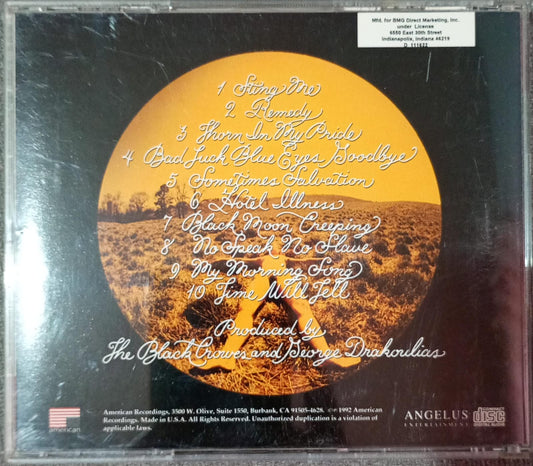 Mfd. for BMG Direct Marketing, Inc.
under License
6550 East 30th Street
Indianapolis, Indiana 46219
D 111622
1 Sting Me
2 Remedy
3 Thorn In My Pride
4 Bad Luck Blue Eyes Goodbye
5 Sometimes Salvation
6 Hotel Illness
7 Black Moon Creeping
8 No Speak No Slave
9 My Morning Song
10 Time Will Tell
Produced by
The Black Crowes and George Drakoulias
american
American Recordings, 3500 W. Olive, Suite 1550, Burbank, CA 91505-4628. ©℗ 1992 American
Recordings. Made in U.S.A. All Rights Reserved. Unauthorized duplication is a violation of
applicable laws.
ANGELUS
ENTERTAINMENT
COMPACT
disc
DIGITAL AUDIO